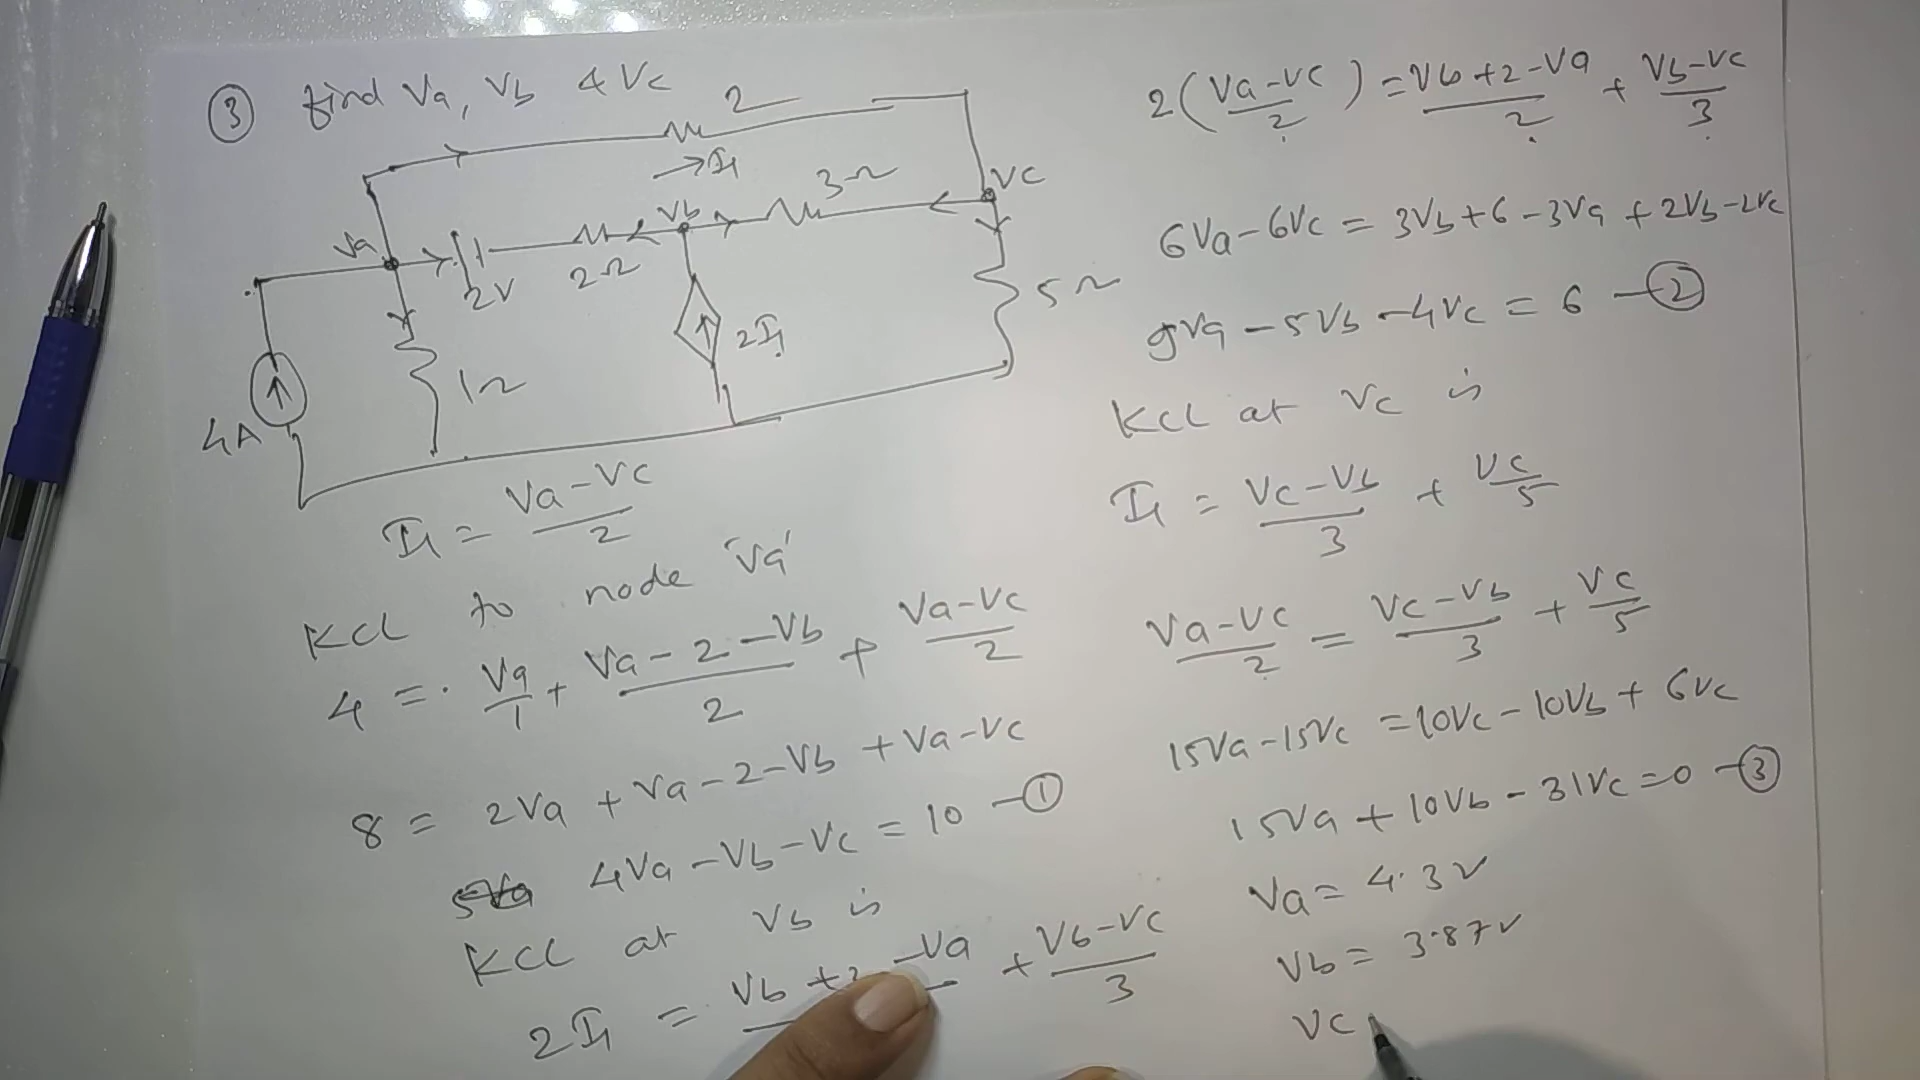 ③ find Va, Vb & Vc
2
→I1
3Ω
Vc
Vb
Va
2V
2Ω
5Ω
2I1
1Ω
4A
I1 = Va-Vc/2
KCL to node 'Va'
4 = Va/1 + Va-2-Vb/2 + Va-Vc/2
8 = 2Va + Va-2-Vb + Va-Vc
4Va-Vb-Vc = 10 -①
KCL at Vb is
2I1 = Vb+2-Va + Vb-Vc/3
2(Va-Vc/2) = Vb+2-Va/2 + Vb-Vc/3
6Va-6Vc = 3Vb+6-3Va+2Vb-2Vc
9Va-5Vb-4Vc = 6 -②
KCL at Vc is
I1 = Vc-Vb/3 + Vc/5
Va-Vc/2 = Vc-Vb/3 + Vc/5
15Va-15Vc = 10Vc-10Vb+6Vc
15Va+10Vb-31Vc=0 -③
Va = 4.3V
Vb = 3.87V
Vc